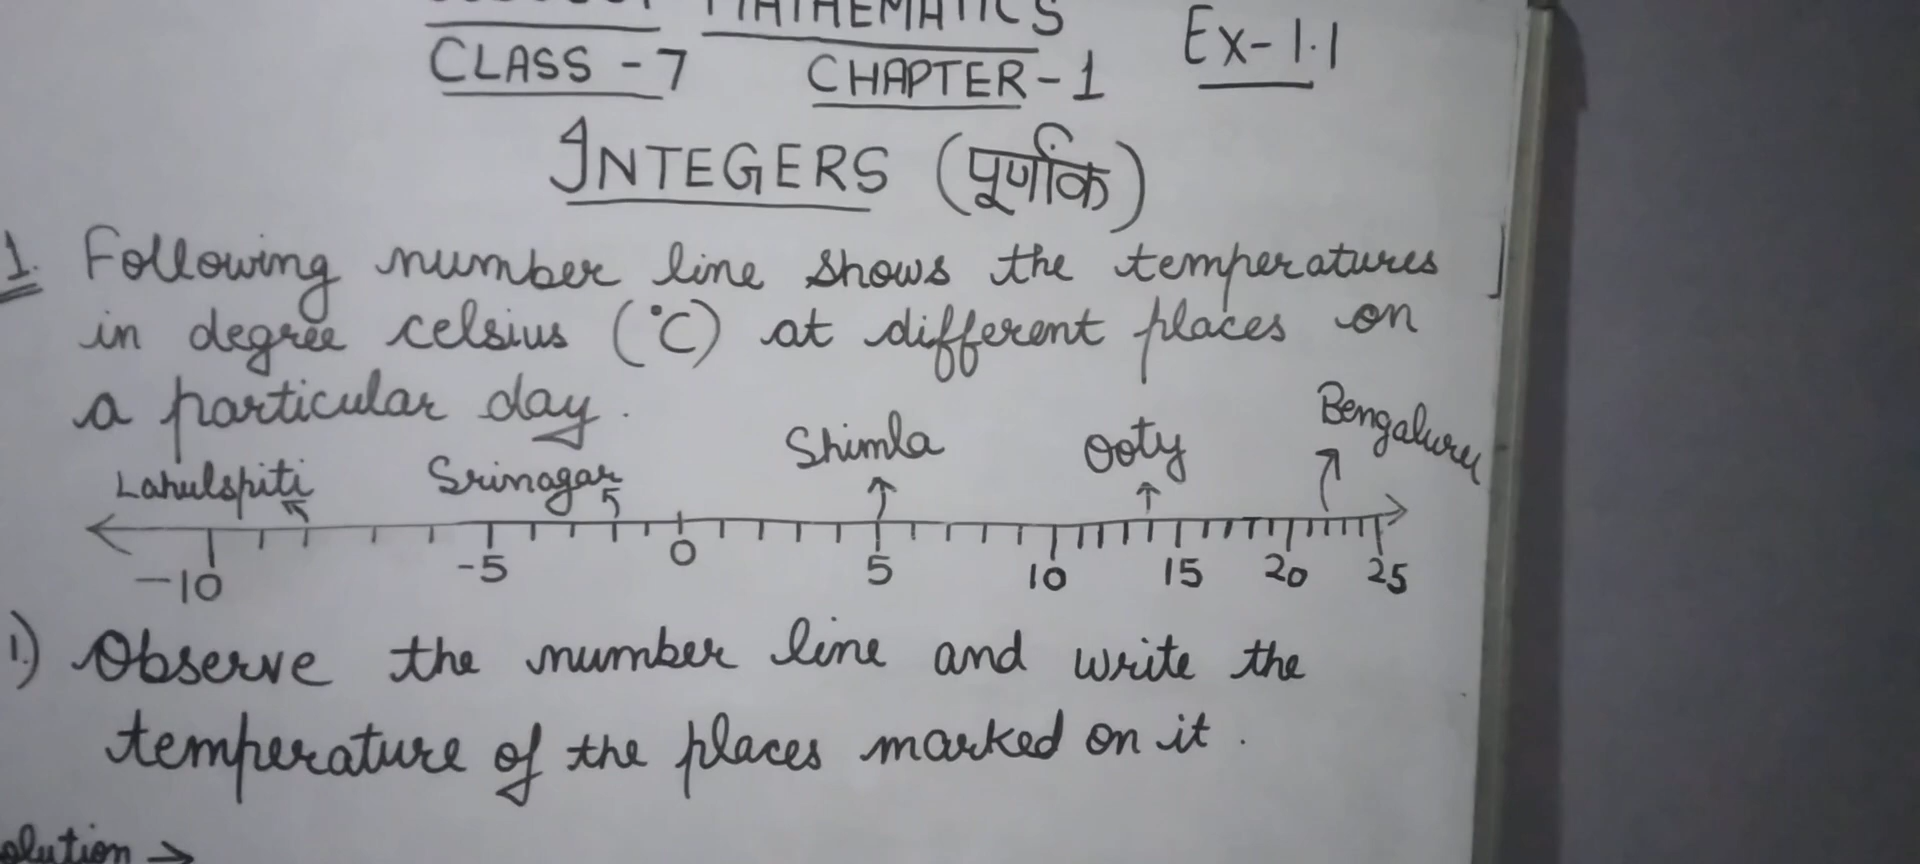 MATHEMATICS
CLASS - 7 CHAPTER - 1 Ex - 1.1
INTEGERS (पूर्णांक)
1. Following number line shows the temperatures
in degree celsius (°C) at different places on
a particular day.
Lahulspiti Srinagar Shimla Ooty Bengaluru
-10 -5 0 5 10 15 20 25
1.) Observe the number line and write the
temperature of the places marked on it.
olution →